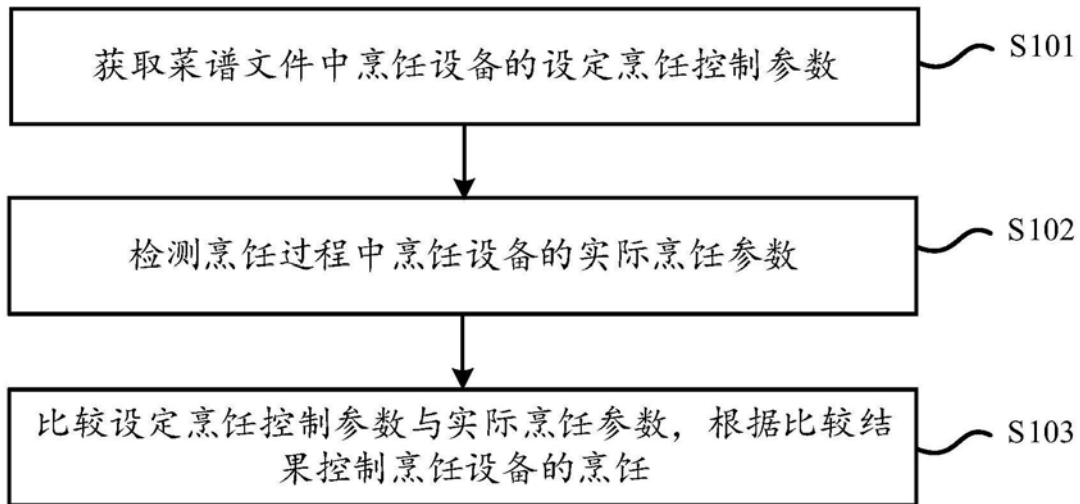 获取菜谱文件中烹饪设备的设定烹饪控制参数
S101
检测烹饪过程中烹饪设备的实际烹饪参数
S102
比较设定烹饪控制参数与实际烹饪参数，根据比较结
果控制烹饪设备的烹饪
S103